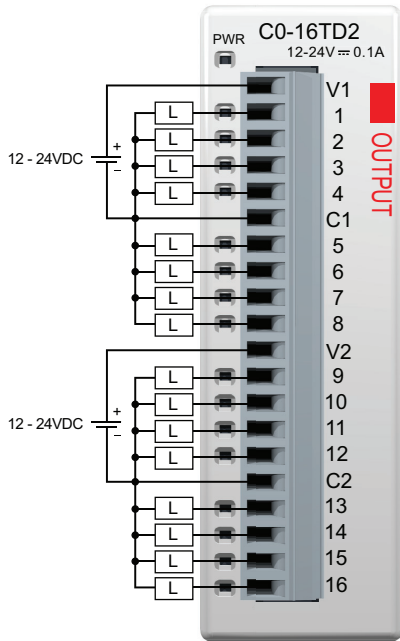 PWR
C0-16TD2
12-24V ⎓ 0.1A
V1
L 1
L 2
12 - 24VDC + − L 3
L 4
C1
L 5
L 6
L 7
L 8
V2
L 9
L 10
12 - 24VDC + − L 11
L 12
C2
L 13
L 14
L 15
L 16
OUTPUT